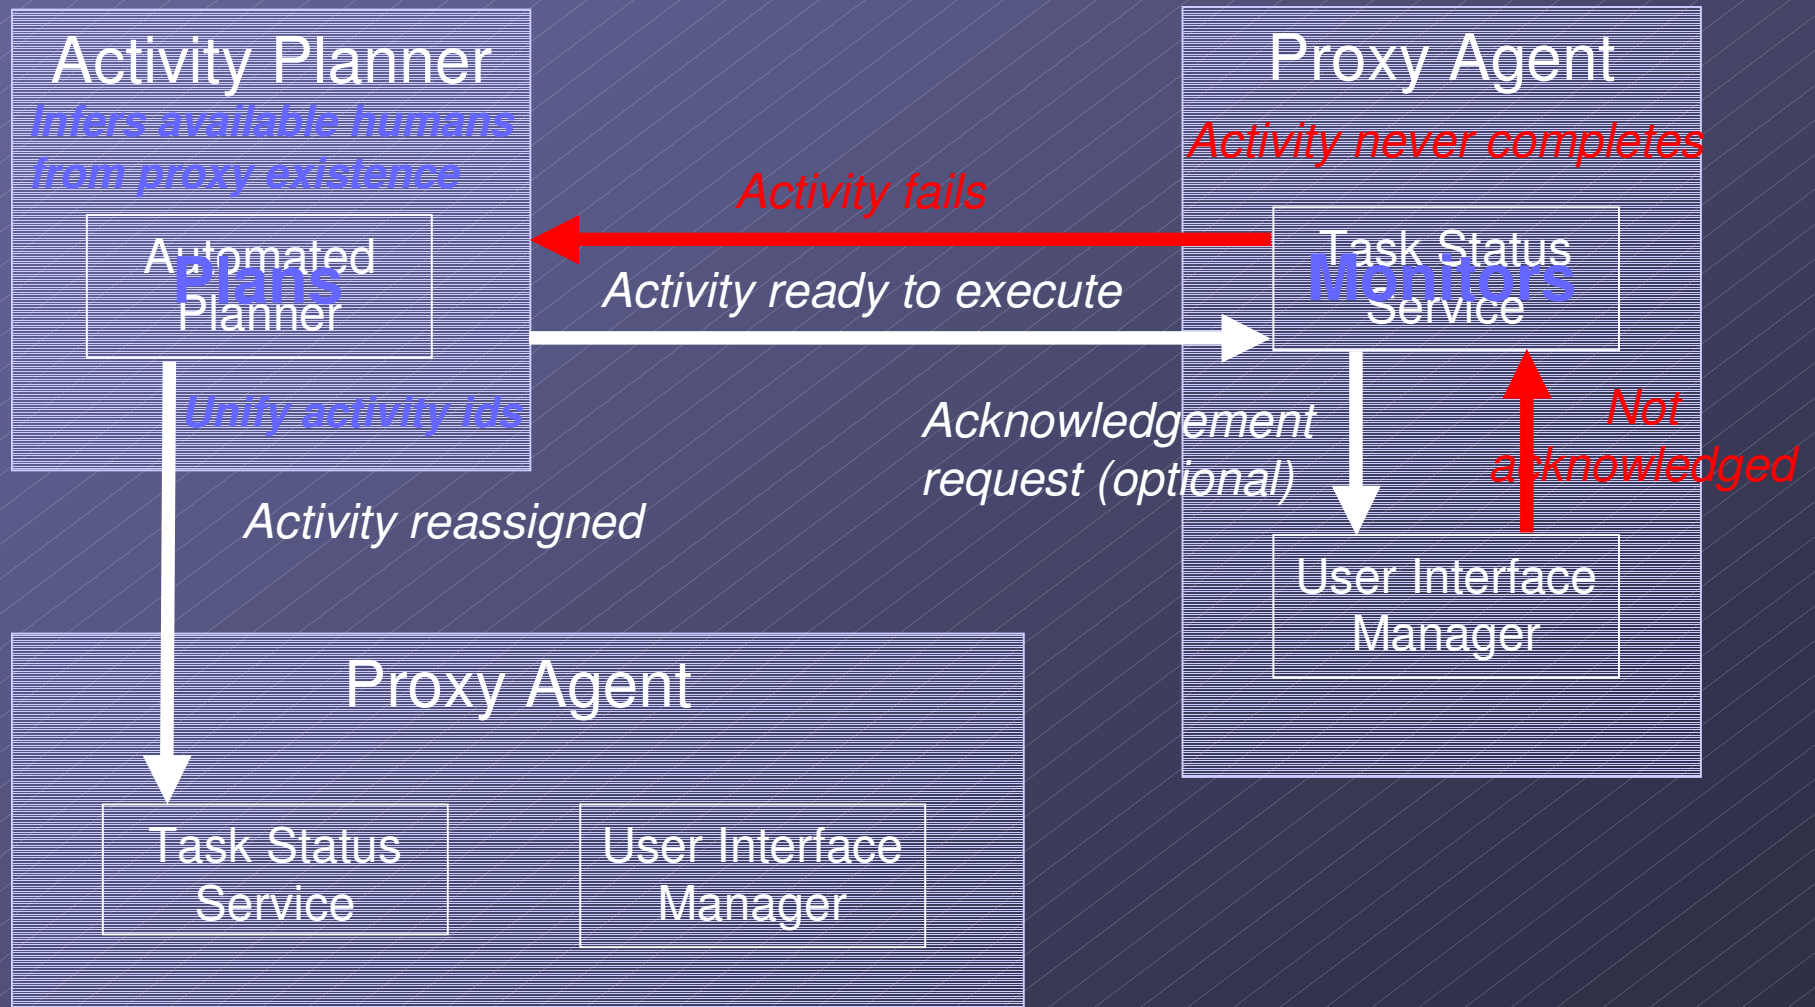 Activity Planner
Infers available humans
from proxy existence
Automated
Planner
Plans
Unify activity ids
Activity fails
Activity ready to execute
Acknowledgement
request (optional)
Activity reassigned
Proxy Agent
Activity never completes
Task Status
Service
Monitors
Not
acknowledged
User Interface
Manager
Proxy Agent
Task Status
Service
User Interface
Manager